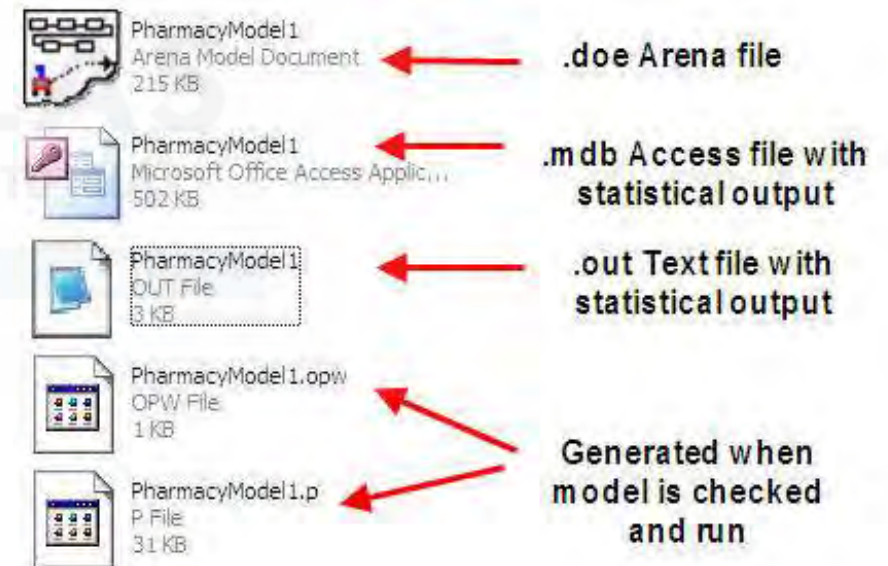 PharmacyModel1
Arena Model Document
215 KB
.doe Arena file
PharmacyModel1
Microsoft Office Access Applic...
502 KB
.mdb Access file with
statistical output
PharmacyModel1
OUT File
3 KB
.out Text file with
statistical output
PharmacyModel1.opw
OPW File
1 KB
PharmacyModel1.p
P File
31 KB
Generated when
model is checked
and run